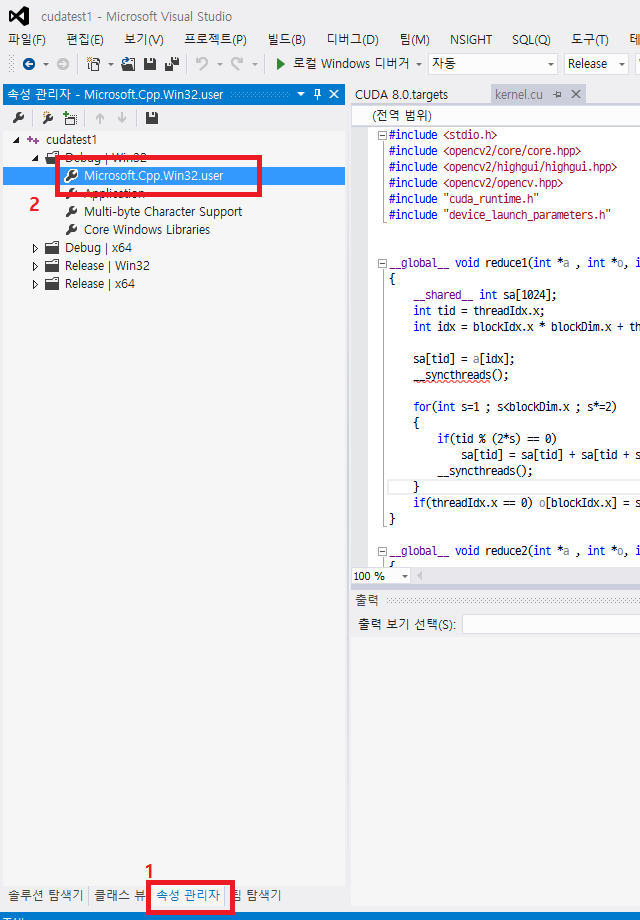 cudatest1 - Microsoft Visual Studio
파일(F) 편집(E) 보기(V) 프로젝트(P) 빌드(B) 디버그(D) 팀(M) NSIGHT SQL(Q) 도구(T)
로컬 Windows 디버거 자동 Release
속성 관리자 - Microsoft.Cpp.Win32.user
CUDA 8.0.targets kernel.cu
(전역 범위)
cudatest1
Debug | Win32
Microsoft.Cpp.Win32.user
Application
2
Multi-byte Character Support
Core Windows Libraries
Debug | x64
Release | Win32
Release | x64
#include <stdio.h>
#include <opencv2/core/core.hpp>
#include <opencv2/highgui/highgui.hpp>
#include <opencv2/opencv.hpp>
#include "cuda_runtime.h"
#include "device_launch_parameters.h"
__global__ void reduce1(int *a , int *o, i
{
__shared__ int sa[1024];
int tid = threadIdx.x;
int idx = blockIdx.x * blockDim.x + th
sa[tid] = a[idx];
__syncthreads();
for(int s=1 ; s<blockDim.x ; s*=2)
{
if(tid % (2*s) == 0)
sa[tid] = sa[tid] + sa[tid + s
__syncthreads();
}
if(threadIdx.x == 0) o[blockIdx.x] = s
}
__global__ void reduce2(int *a , int *o, i
{
100 %
출력
출력 보기 선택(S):
1
솔루션 탐색기 클래스 뷰 속성 관리자 팀 탐색기